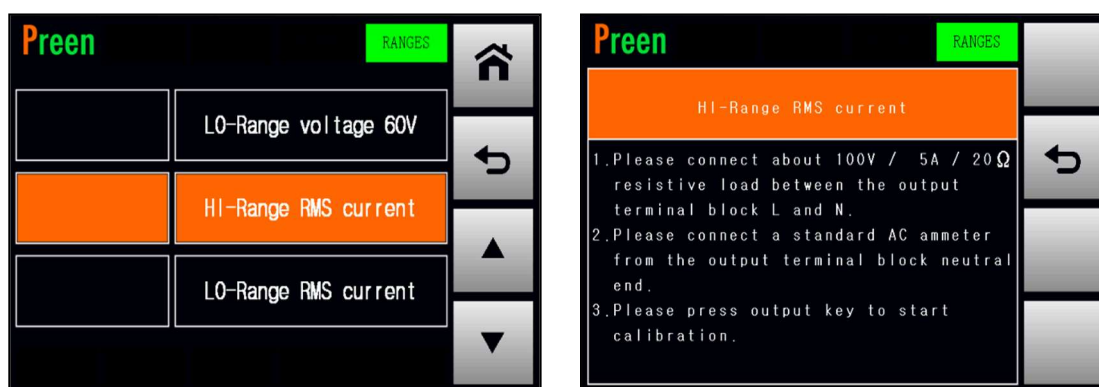 Preen
RANGES
LO-Range voltage 60V
HI-Range RMS current
LO-Range RMS current
Preen
RANGES
HI-Range RMS current
1.Please connect about 100V / 5A / 20Ω
resistive load between the output
terminal block L and N.
2.Please connect a standard AC ammeter
from the output terminal block neutral
end.
3.Please press output key to start
calibration.